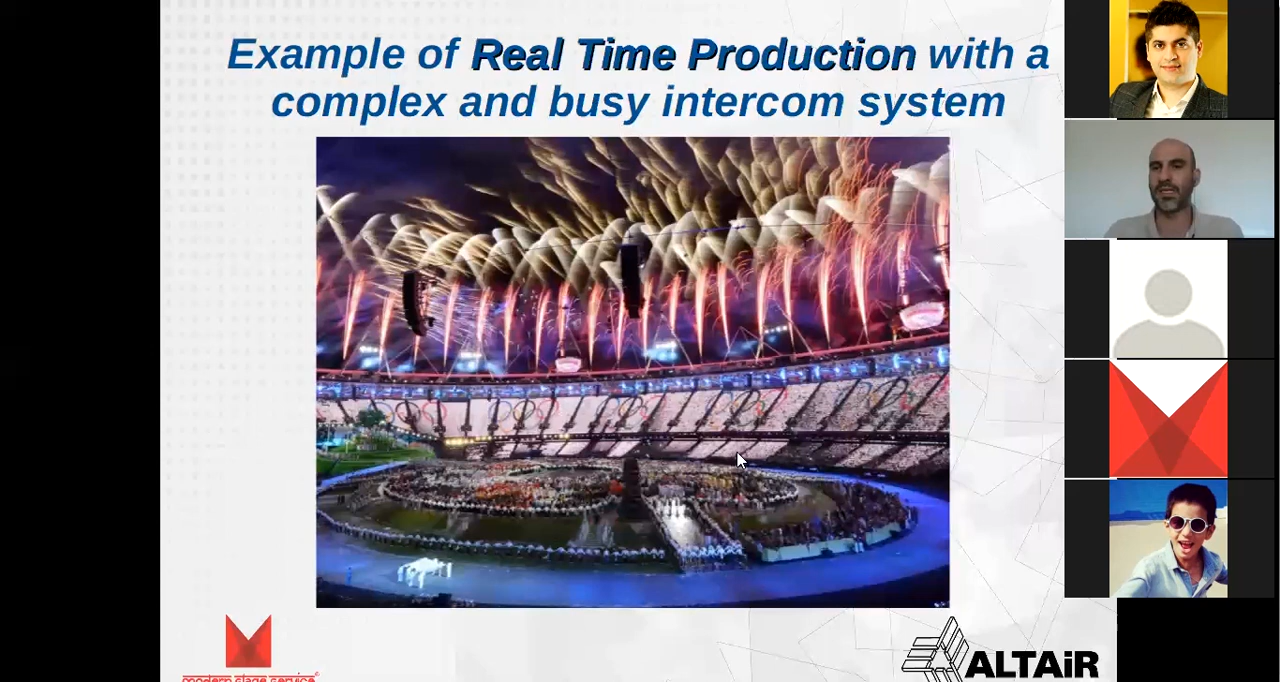 Example of Real Time Production with a
complex and busy intercom system
modern stage service
ALTAiR